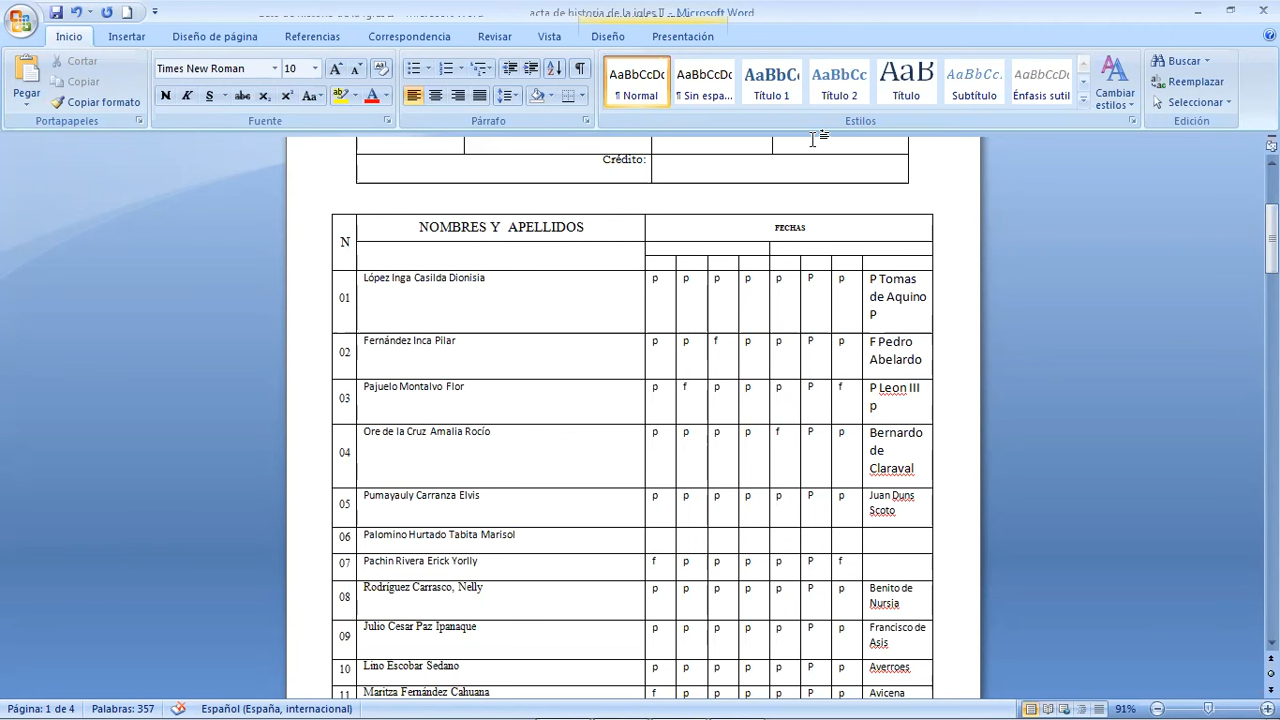 acta de historia de la igles II - Microsoft Word
Inicio Insertar Diseño de página Referencias Correspondencia Revisar Vista Diseño Presentación
Pegar
Cortar
Copiar
Copiar formato
Portapapeles
Times New Roman 10
N K S abc x₂ x² Aa
Fuente
Párrafo
AaBbCcDc AaBbCcDc AaBbC AaBbCc AaB AaBbCc. AaBbCcDc
¶ Normal ¶ Sin espa... Título 1 Título 2 Título Subtítulo Énfasis sutil
Cambiar estilos
Estilos
Buscar
Reemplazar
Seleccionar
Edición
Crédito:
N NOMBRES Y APELLIDOS FECHAS
01 López Inga Casilda Dionisia p p p p p P p P Tomas
de Aquino
P
02 Fernández Inca Pilar p p f p p P p F Pedro
Abelardo
03 Pajuelo Montalvo Flor p f p p p P f P Leon III
p
04 Ore de la Cruz Amalia Rocío p p p p f P p Bernardo
de
Claraval
05 Pumayauly Carranza Elvis p p p p p P p Juan Duns
Scoto
06 Palomino Hurtado Tabita Marisol
07 Pachin Rivera Erick Yorlly f p p p p P f
08 Rodríguez Carrasco, Nelly p p p p p P p Benito de
Nursia
09 Julio Cesar Paz Ipanaque p p p p p P p Francisco de
Asis
10 Lino Escobar Sedano p p p p p P p Averroes
11 Maritza Fernández Cahuana f p p p p P p Avicena
Página: 1 de 4 Palabras: 357 Español (España, internacional) 91%